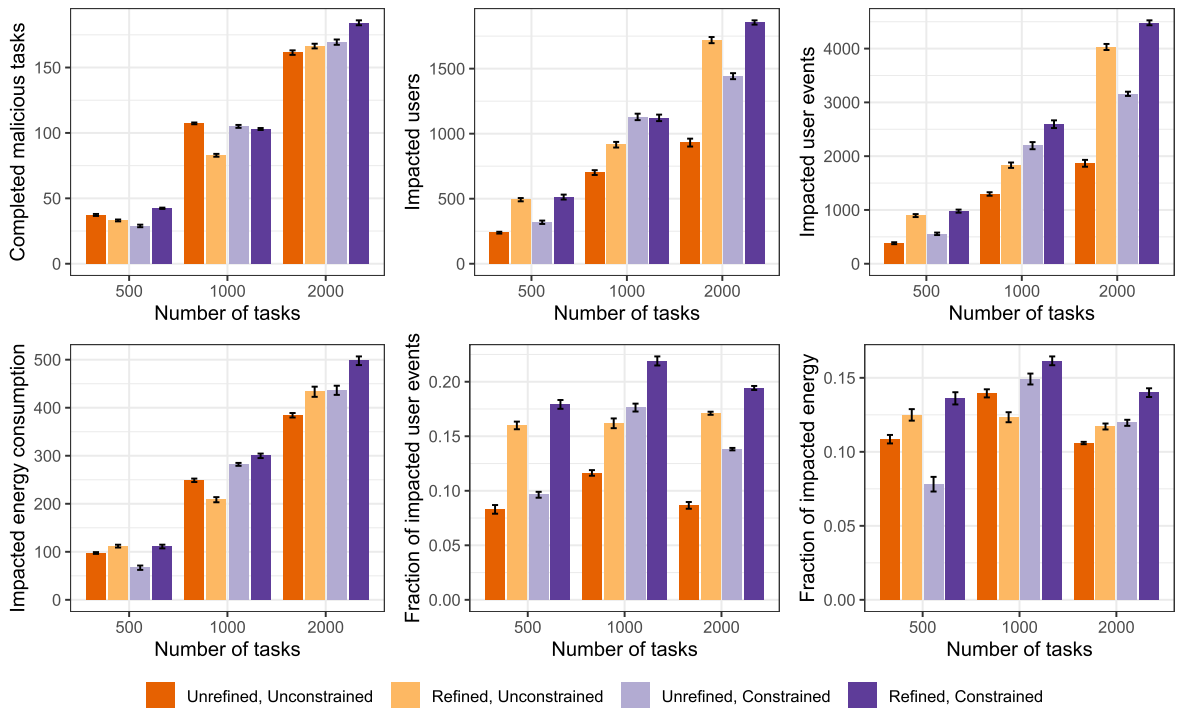 Completed malicious tasks
150
100
50
0
500 1000 2000
Number of tasks
Impacted users
1500
1000
500
0
500 1000 2000
Number of tasks
Impacted user events
4000
3000
2000
1000
0
500 1000 2000
Number of tasks
Impacted energy consumption
500
400
300
200
100
0
500 1000 2000
Number of tasks
Fraction of impacted user events
0.20
0.15
0.10
0.05
0.00
500 1000 2000
Number of tasks
Fraction of impacted energy
0.15
0.10
0.05
0.00
500 1000 2000
Number of tasks
Unrefined, Unconstrained Refined, Unconstrained Unrefined, Constrained Refined, Constrained